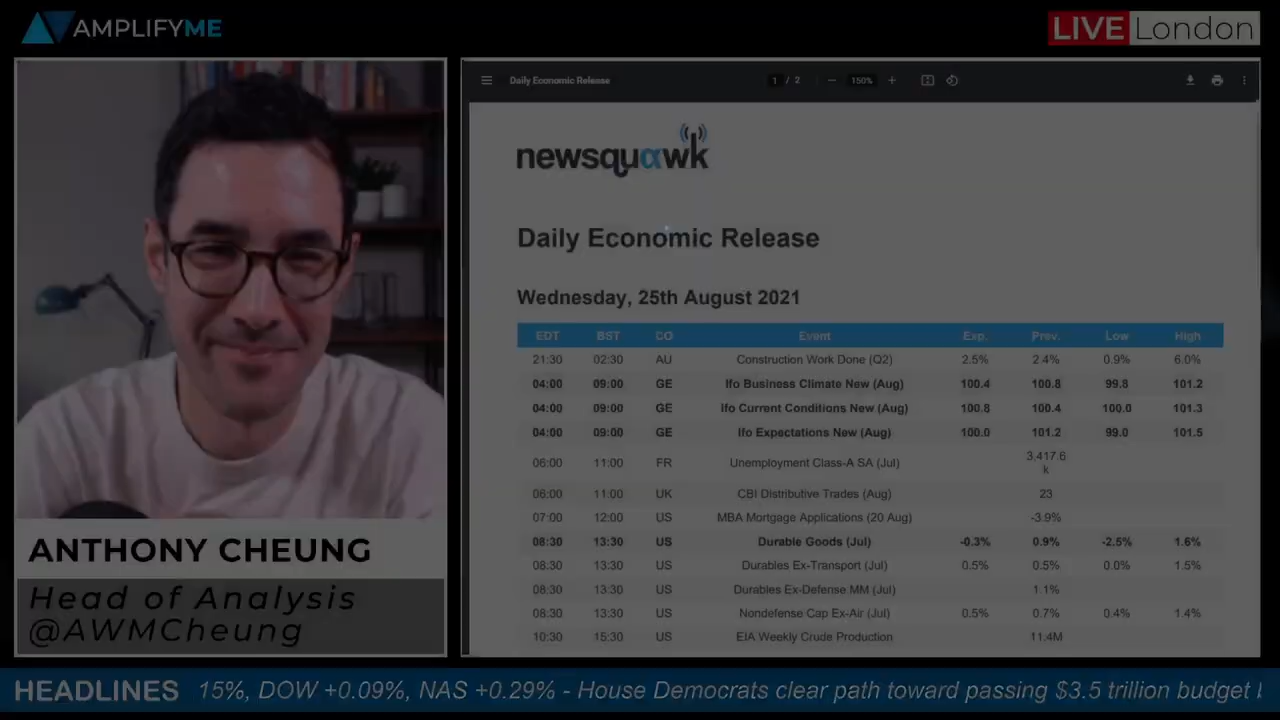 AMPLIFYME
LIVE London
Daily Economic Release
1 / 2
150%
newsquawk
Daily Economic Release
Wednesday, 25th August 2021
EDT BST CO Event Exp. Prev. Low High
21:30 02:30 AU Construction Work Done (Q2) 2.5% 2.4% 0.9% 6.0%
04:00 09:00 GE Ifo Business Climate New (Aug) 100.4 100.8 99.8 101.2
04:00 09:00 GE Ifo Current Conditions New (Aug) 100.8 100.4 100.0 101.3
04:00 09:00 GE Ifo Expectations New (Aug) 100.0 101.2 99.0 101.5
06:00 11:00 FR Unemployment Class-A SA (Jul) 3,417.6
k
06:00 11:00 UK CBI Distributive Trades (Aug) 23
07:00 12:00 US MBA Mortgage Applications (20 Aug) -3.9%
08:30 13:30 US Durable Goods (Jul) -0.3% 0.9% -2.5% 1.6%
08:30 13:30 US Durables Ex-Transport (Jul) 0.5% 0.5% 0.0% 1.5%
08:30 13:30 US Durables Ex-Defense MM (Jul) 1.1%
08:30 13:30 US Nondefense Cap Ex-Air (Jul) 0.5% 0.7% 0.4% 1.4%
10:30 15:30 US EIA Weekly Crude Production 11.4M
ANTHONY CHEUNG
Head of Analysis
@AWMCheung
HEADLINES 15%, DOW +0.09%, NAS +0.29% - House Democrats clear path toward passing $3.5 trillion budget